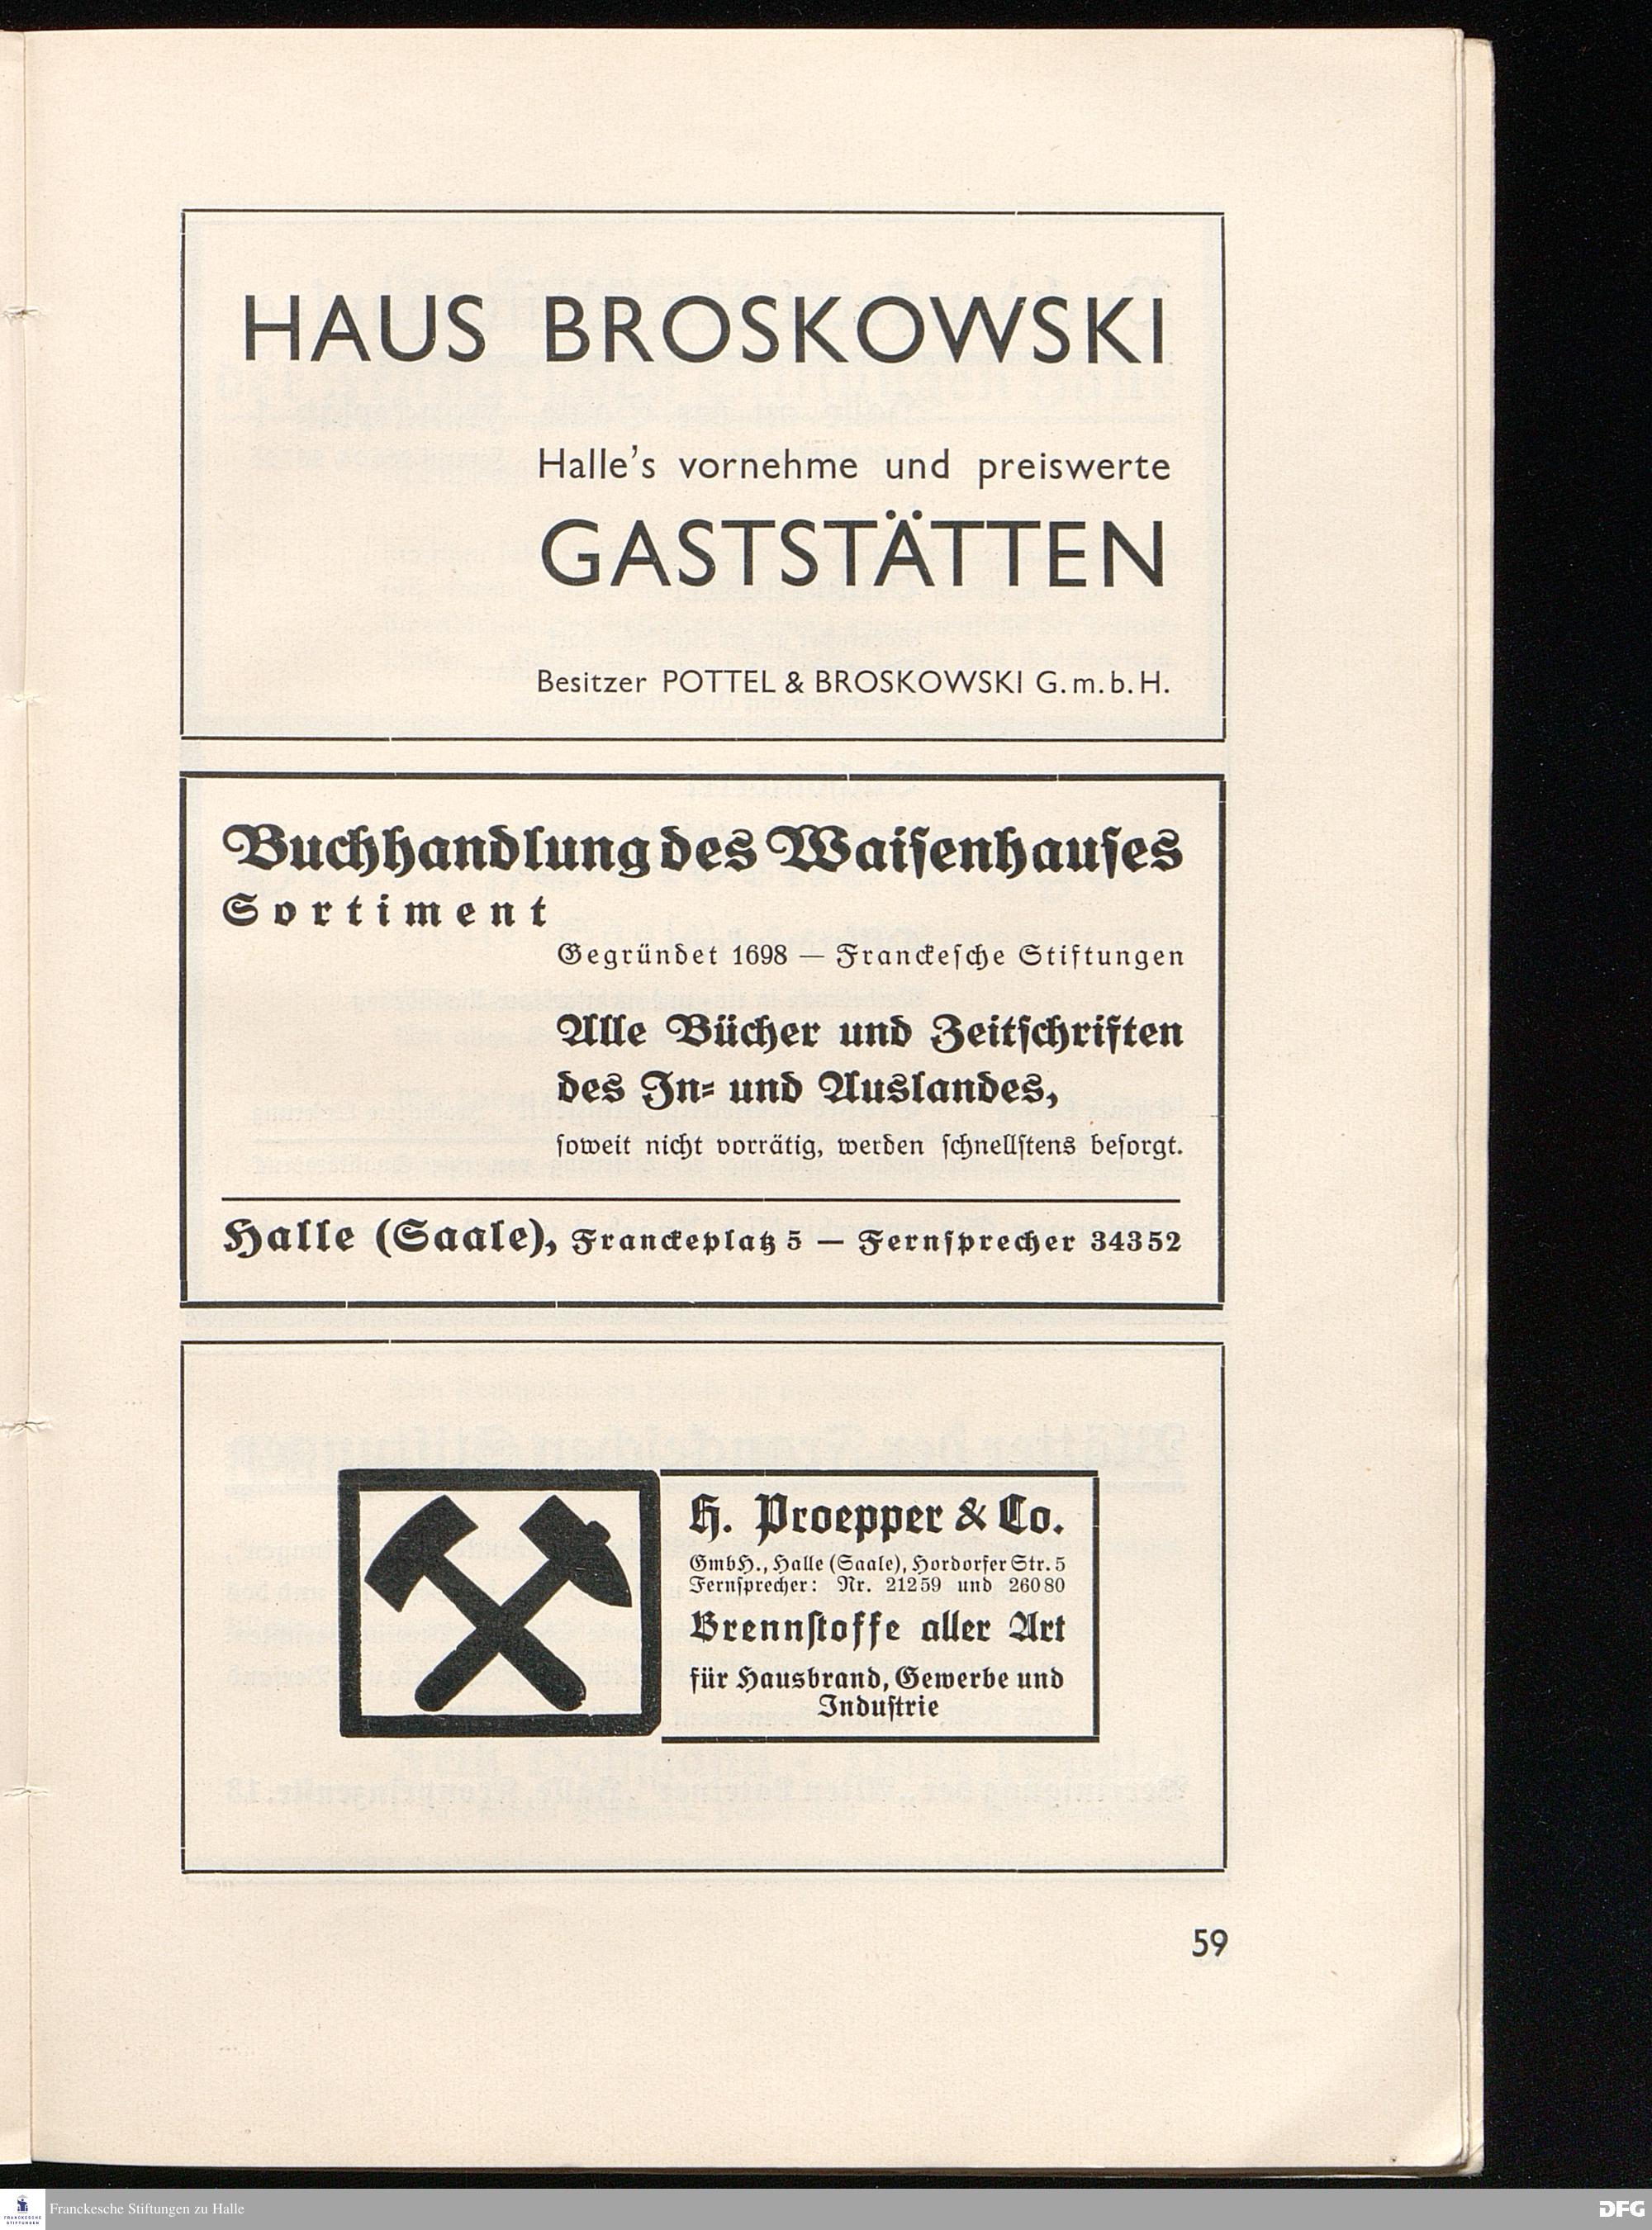 HAUS BROSKOWSKI
Halle's vornehme und preiswerte
GASTSTÄTTEN
Besitzer POTTEL & BROSKOWSKI G.m.b.H.
Buchhandlung des Waisenhauses
Sortiment
Gegründet 1698 — Franckesche Stiftungen
Alle Bücher und Zeitschriften
des In- und Auslandes,
soweit nicht vorrätig, werden schnellstens besorgt.
Halle (Saale), Franckeplatz 5 — Fernsprecher 34352
H. Proepper & Co.
GmbH., Halle (Saale), Hordorfer Str. 5
Fernsprecher: Nr. 21259 und 26080
Brennstoffe aller Art
für Hausbrand, Gewerbe und
Industrie
59
Franckesche Stiftungen zu Halle
FRANCKESCHE
STIFTUNGEN
DFG